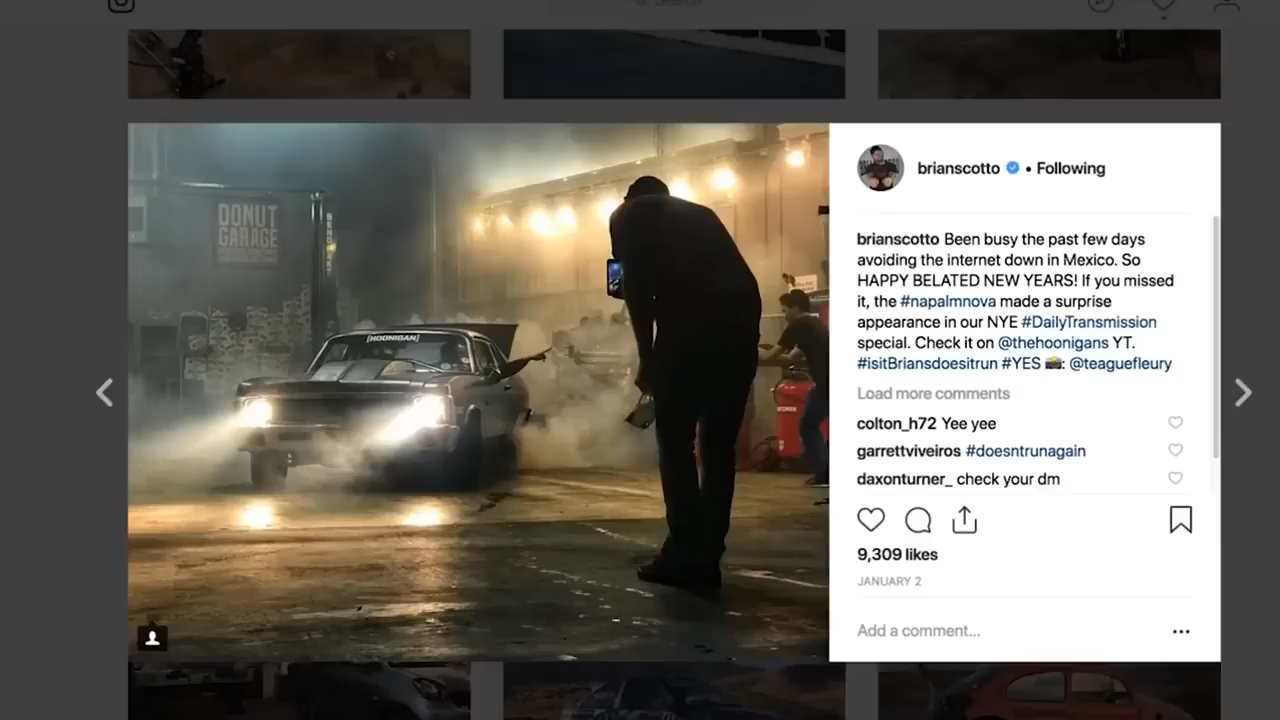 Search
DONUT
GARAGE
[HOONIGAN]
brianscotto • Following
brianscotto Been busy the past few days
avoiding the internet down in Mexico. So
HAPPY BELATED NEW YEARS! If you missed
it, the #napalmnova made a surprise
appearance in our NYE #DailyTransmission
special. Check it on @thehoonigans YT.
#isitBriansdoesitrun #YES 📸: @teaguefleury
Load more comments
colton_h72 Yee yee
garrettviveiros #doesntrunagain
daxonturner_ check your dm
9,309 likes
JANUARY 2
Add a comment...